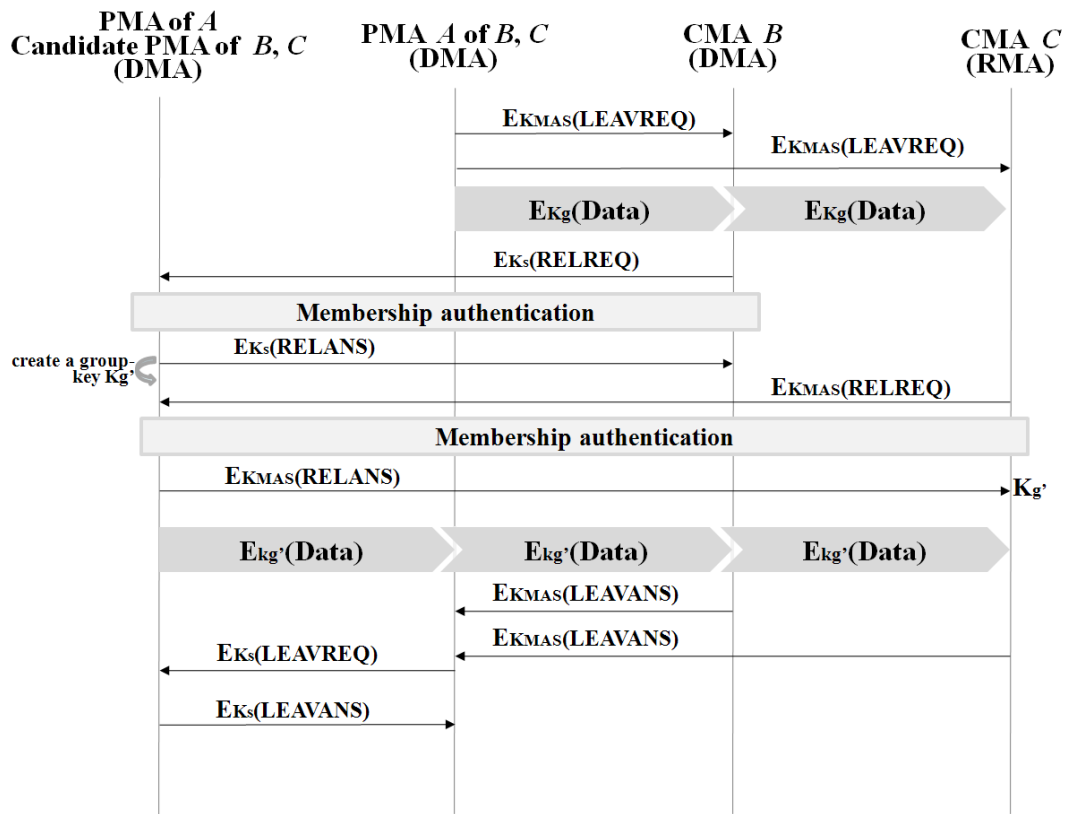 PMA of A
Candidate PMA of B, C
(DMA)
PMA A of B, C
(DMA)
CMA B
(DMA)
CMA C
(RMA)
EKMAS(LEAVREQ)
EKMAS(LEAVREQ)
EKg(Data)
EKg(Data)
EKs(RELREQ)
Membership authentication
EKs(RELANS)
create a group-
key Kg’
EKMAS(RELREQ)
Membership authentication
EKMAS(RELANS)
Kg’
Ekg’(Data)
Ekg’(Data)
Ekg’(Data)
EKMAS(LEAVANS)
EKMAS(LEAVANS)
EKs(LEAVREQ)
EKs(LEAVANS)